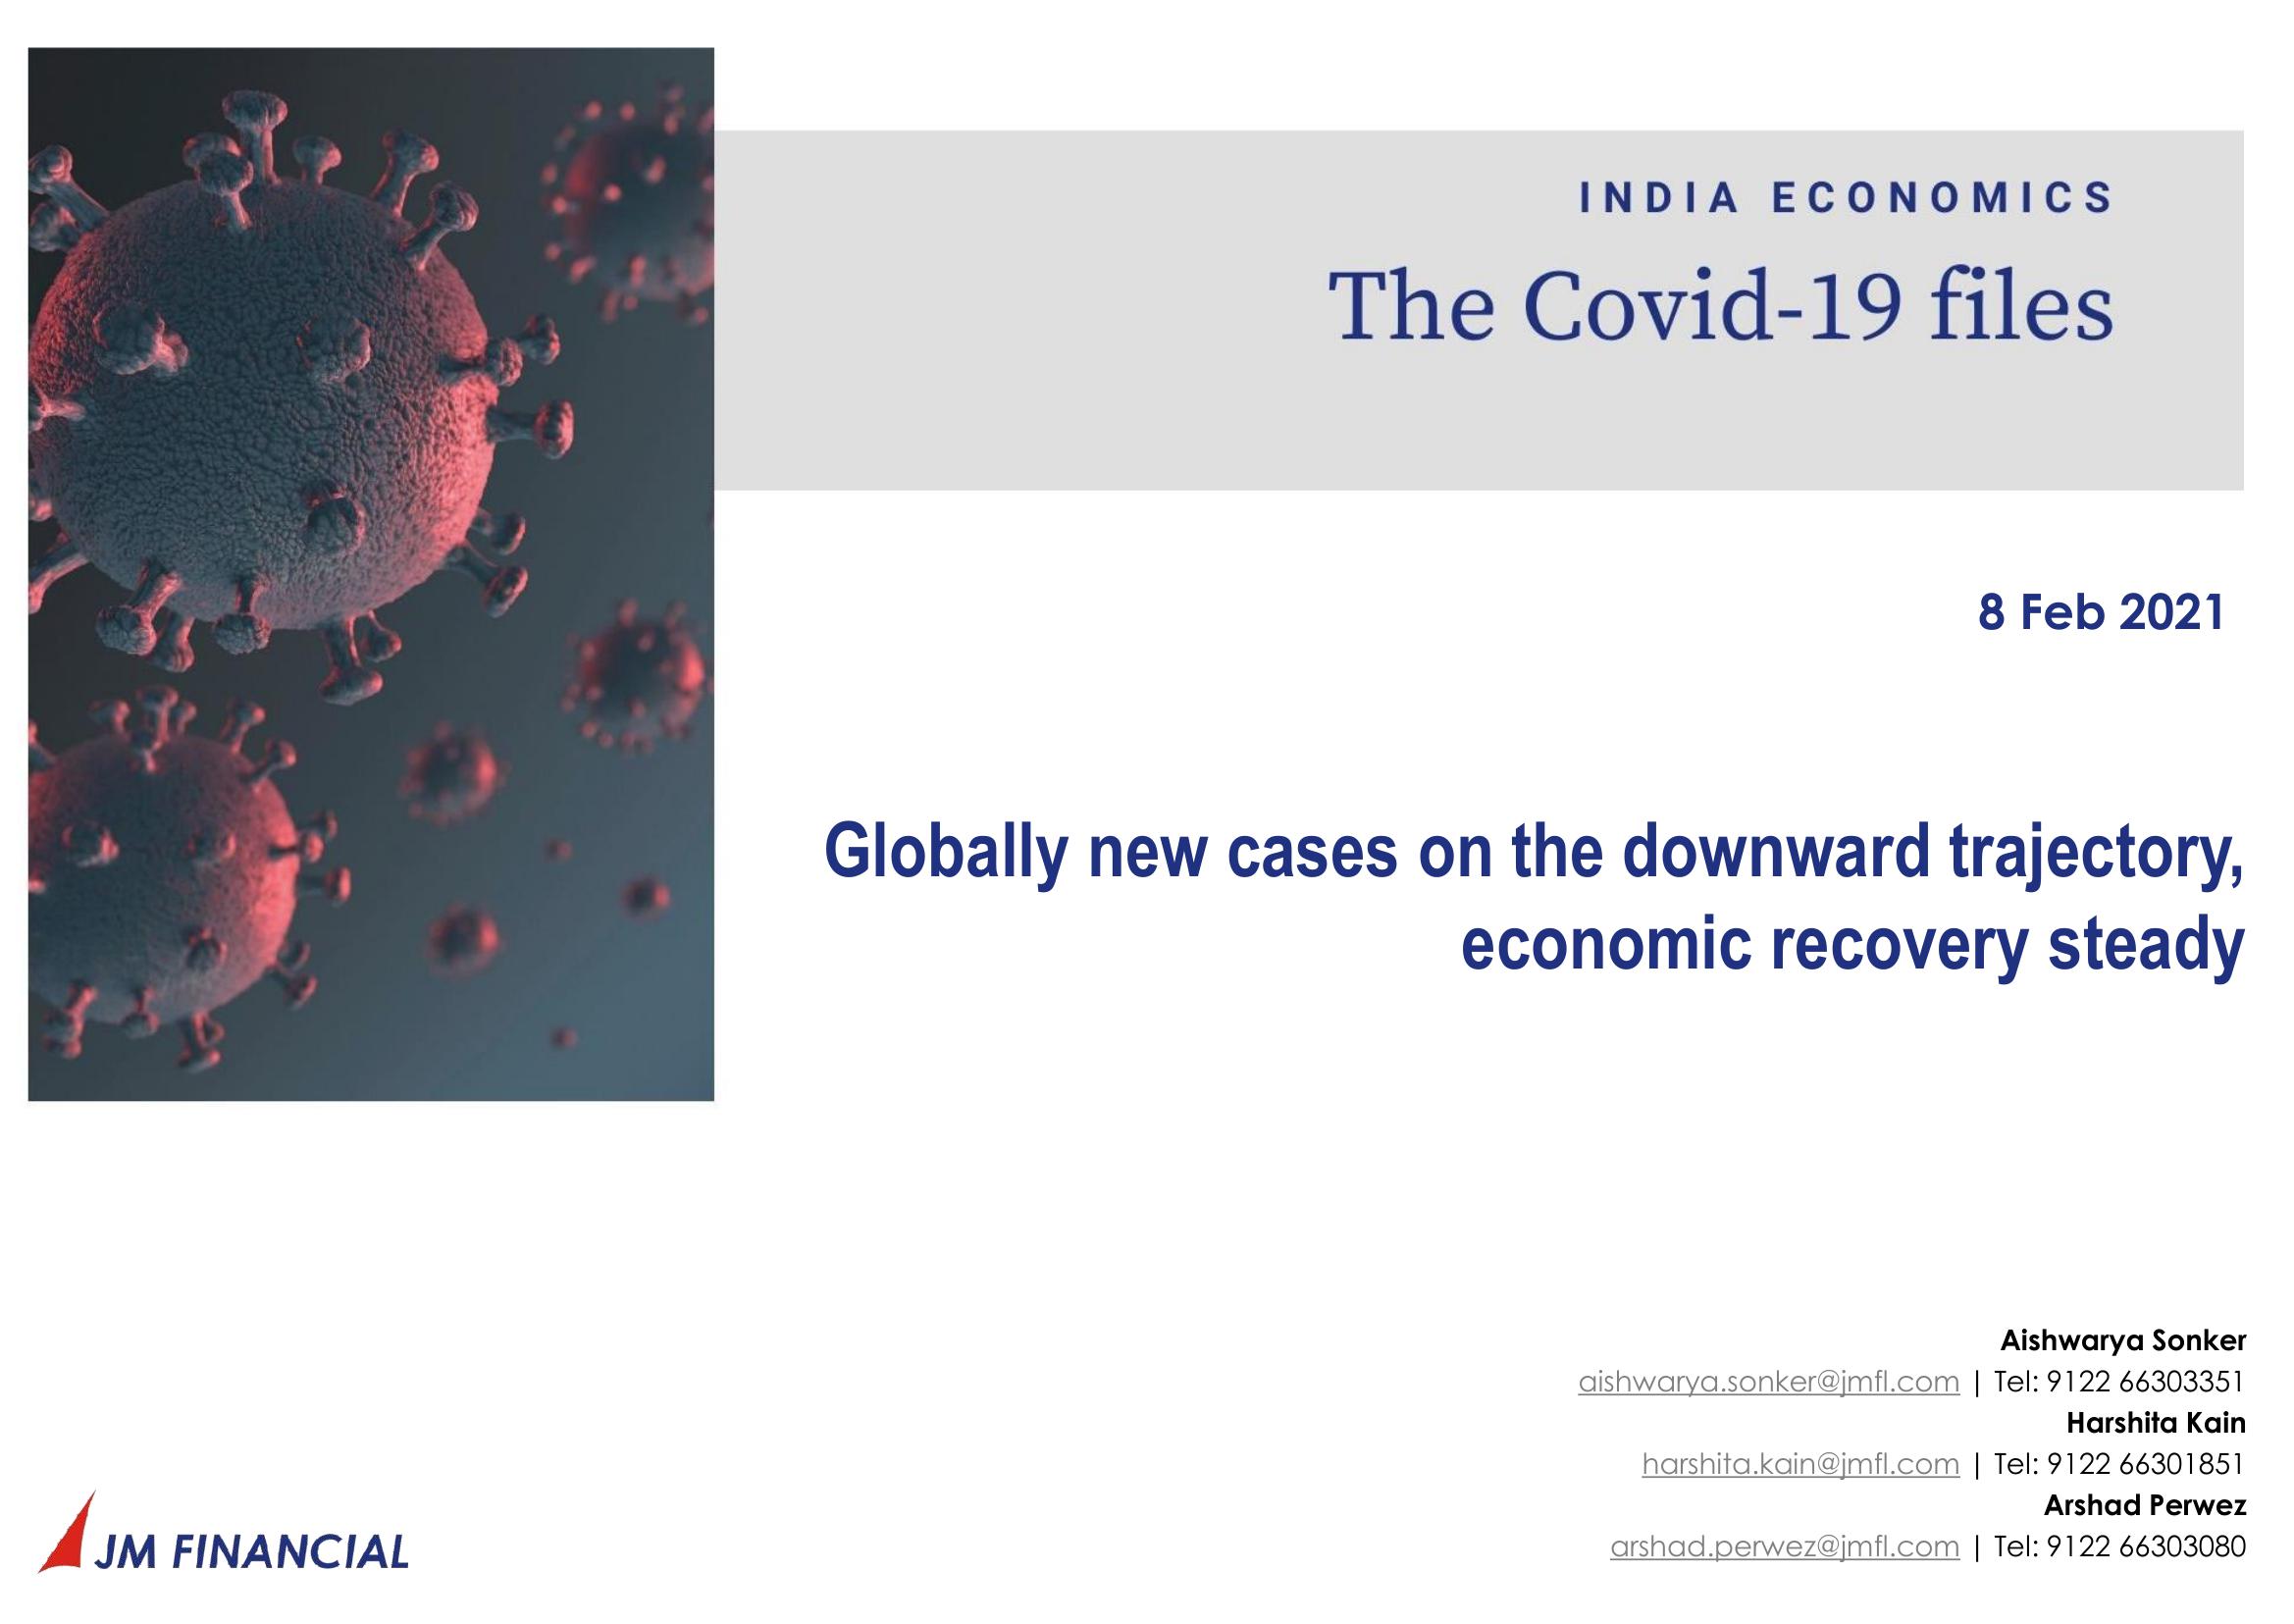 INDIA ECONOMICS
The Covid-19 files
8 Feb 2021
Globally new cases on the downward trajectory,
economic recovery steady
Aishwarya Sonker
aishwarya.sonker@jmfl.com | Tel: 9122 66303351
Harshita Kain
harshita.kain@jmfl.com | Tel: 9122 66301851
Arshad Perwez
arshad.perwez@jmfl.com | Tel: 9122 66303080
JM FINANCIAL